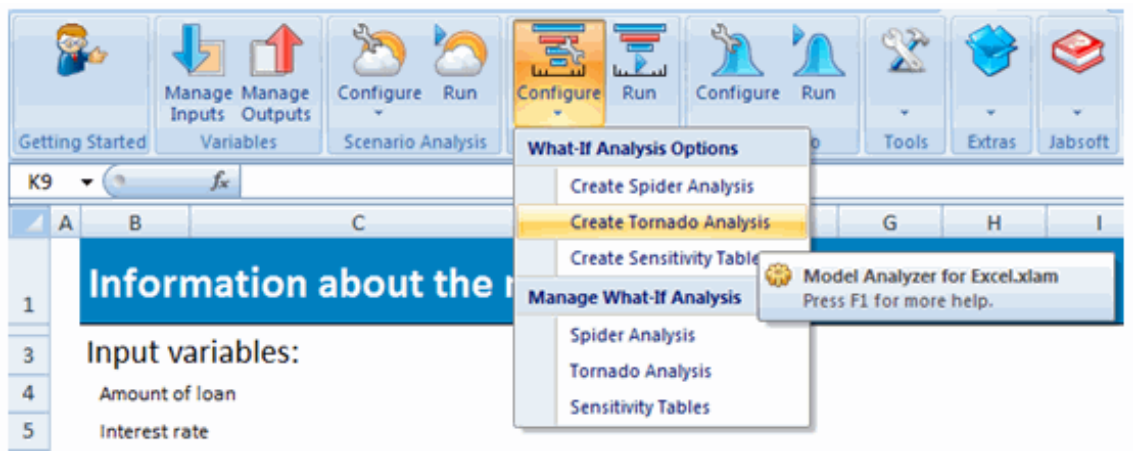 Manage Manage
Inputs Outputs
Configure Run
Configure Run
Configure Run
Getting Started
Variables
Scenario Analysis
o
Tools
Extras
Jabsoft
What-If Analysis Options
Create Spider Analysis
Create Tornado Analysis
Create Sensitivity Table
Manage What-If Analysis
Spider Analysis
Tornado Analysis
Sensitivity Tables
Model Analyzer for Excel.xlam
Press F1 for more help.
K9 fx
A B C G H I
1 Information about the
3 Input variables:
4 Amount of loan
5 Interest rate